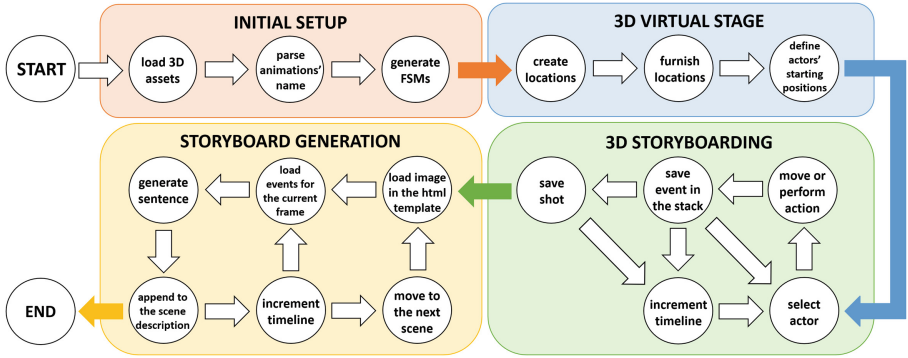 INITIAL SETUP
START
load 3D
assets
parse
animations'
name
generate
FSMs
3D VIRTUAL STAGE
create
locations
furnish
locations
define
actors'
starting
positions
STORYBOARD GENERATION
generate
sentence
load
events for
the current
frame
load image
in the html
template
append to
the scene
description
increment
timeline
move to
the next
scene
END
3D STORYBOARDING
save
shot
save
event in
the stack
move or
perform
action
increment
timeline
select
actor